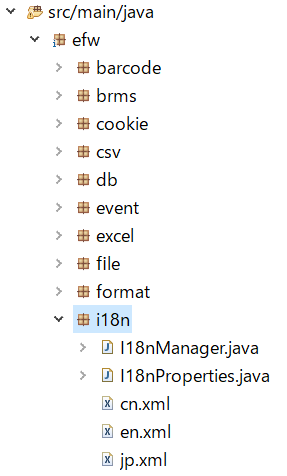 src/main/java
efw
barcode
brms
cookie
csv
db
event
excel
file
format
i18n
I18nManager.java
I18nProperties.java
cn.xml
en.xml
jp.xml